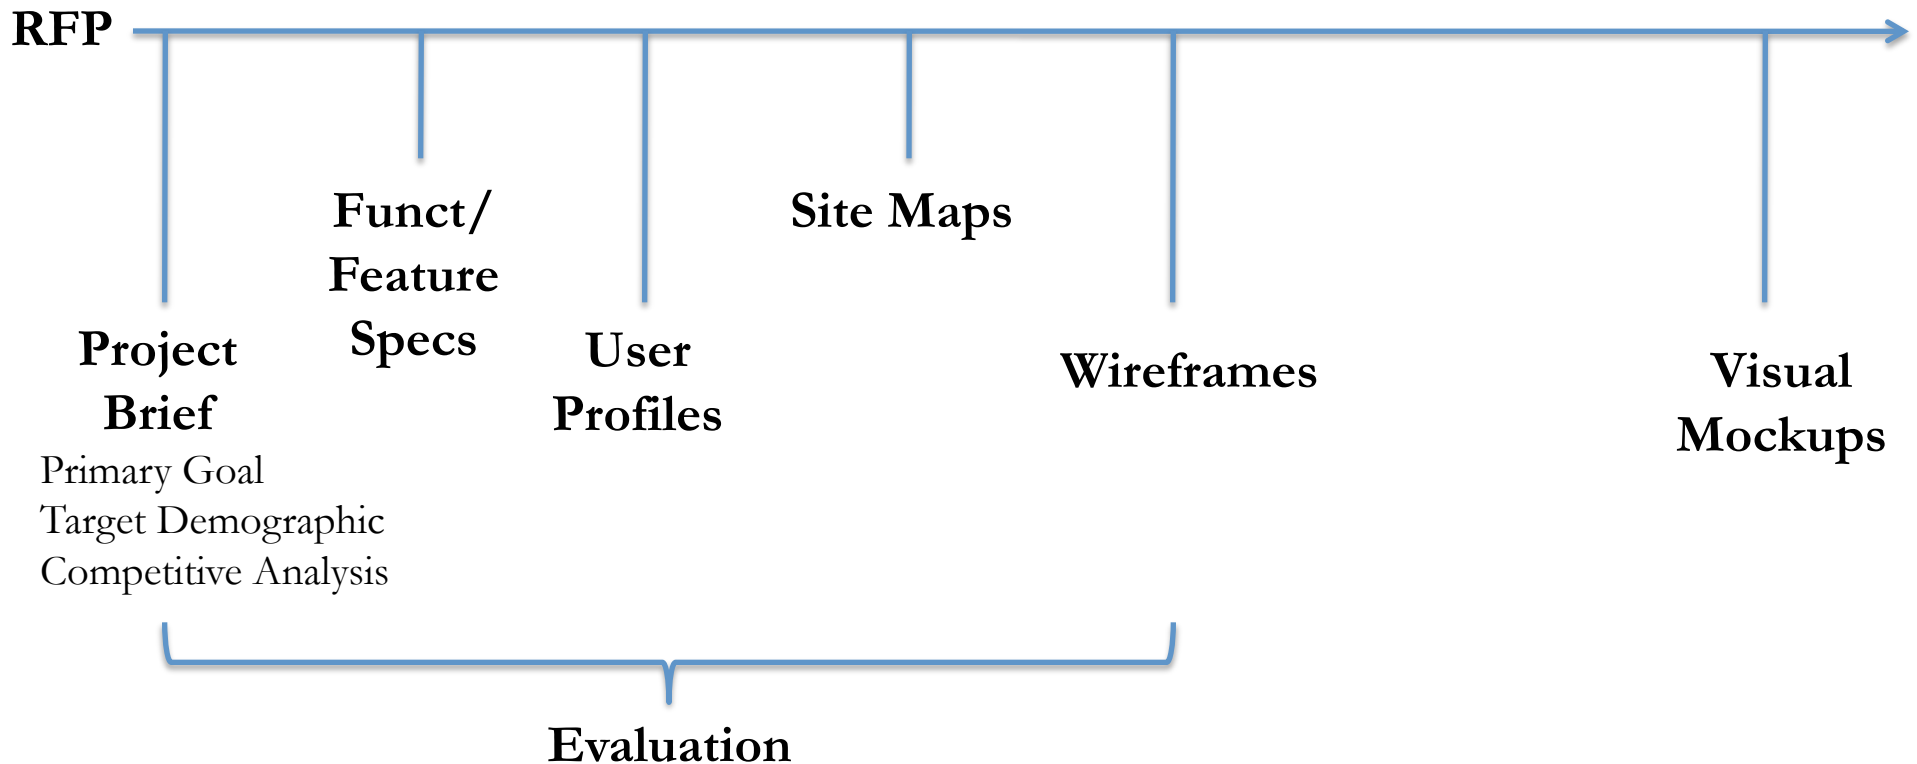 RFP
Project
Brief
Primary Goal
Target Demographic
Competitive Analysis
Funct/
Feature
Specs
User
Profiles
Site Maps
Wireframes
Visual
Mockups
Evaluation